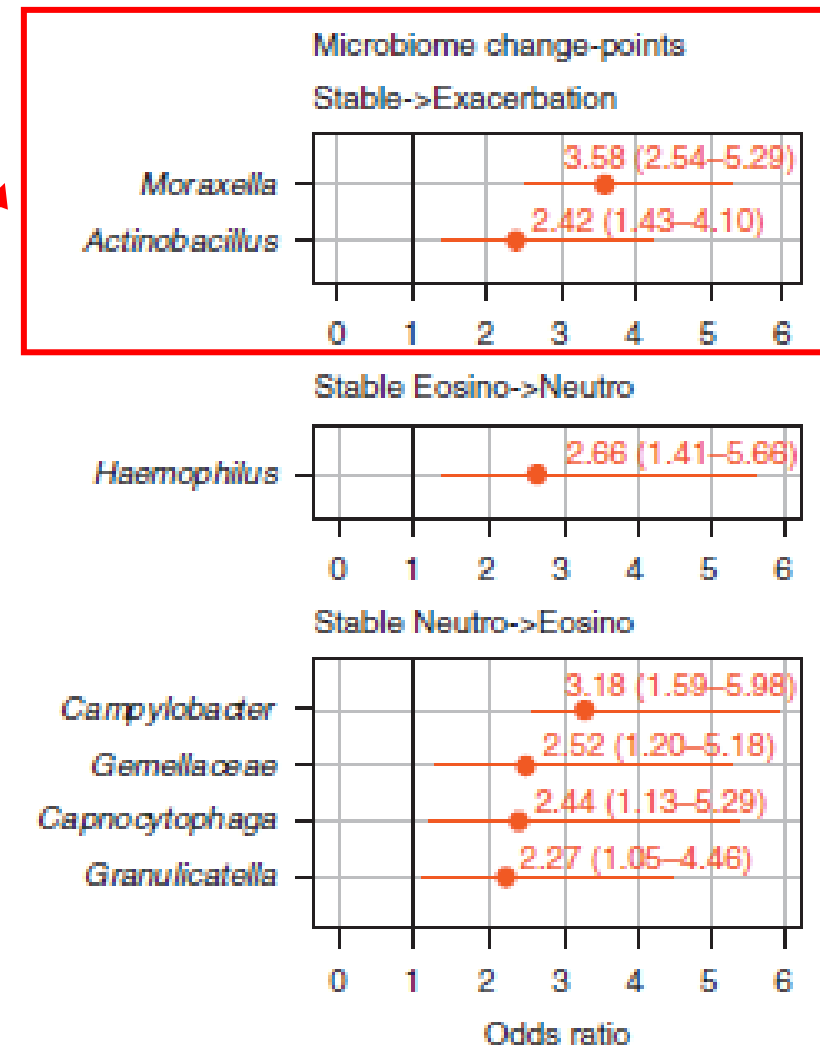 Microbiome change-points
Stable->Exacerbation
Moraxella 3.58 (2.54–5.29)
Actinobacillus 2.42 (1.43–4.10)
0 1 2 3 4 5 6
Stable Eosino->Neutro
Haemophilus 2.66 (1.41–5.66)
0 1 2 3 4 5 6
Stable Neutro->Eosino
Campylobacter 3.18 (1.59–5.98)
Gemellaceae 2.52 (1.20–5.18)
Capnocytophaga 2.44 (1.13–5.29)
Granulicatella 2.27 (1.05–4.46)
0 1 2 3 4 5 6
Odds ratio